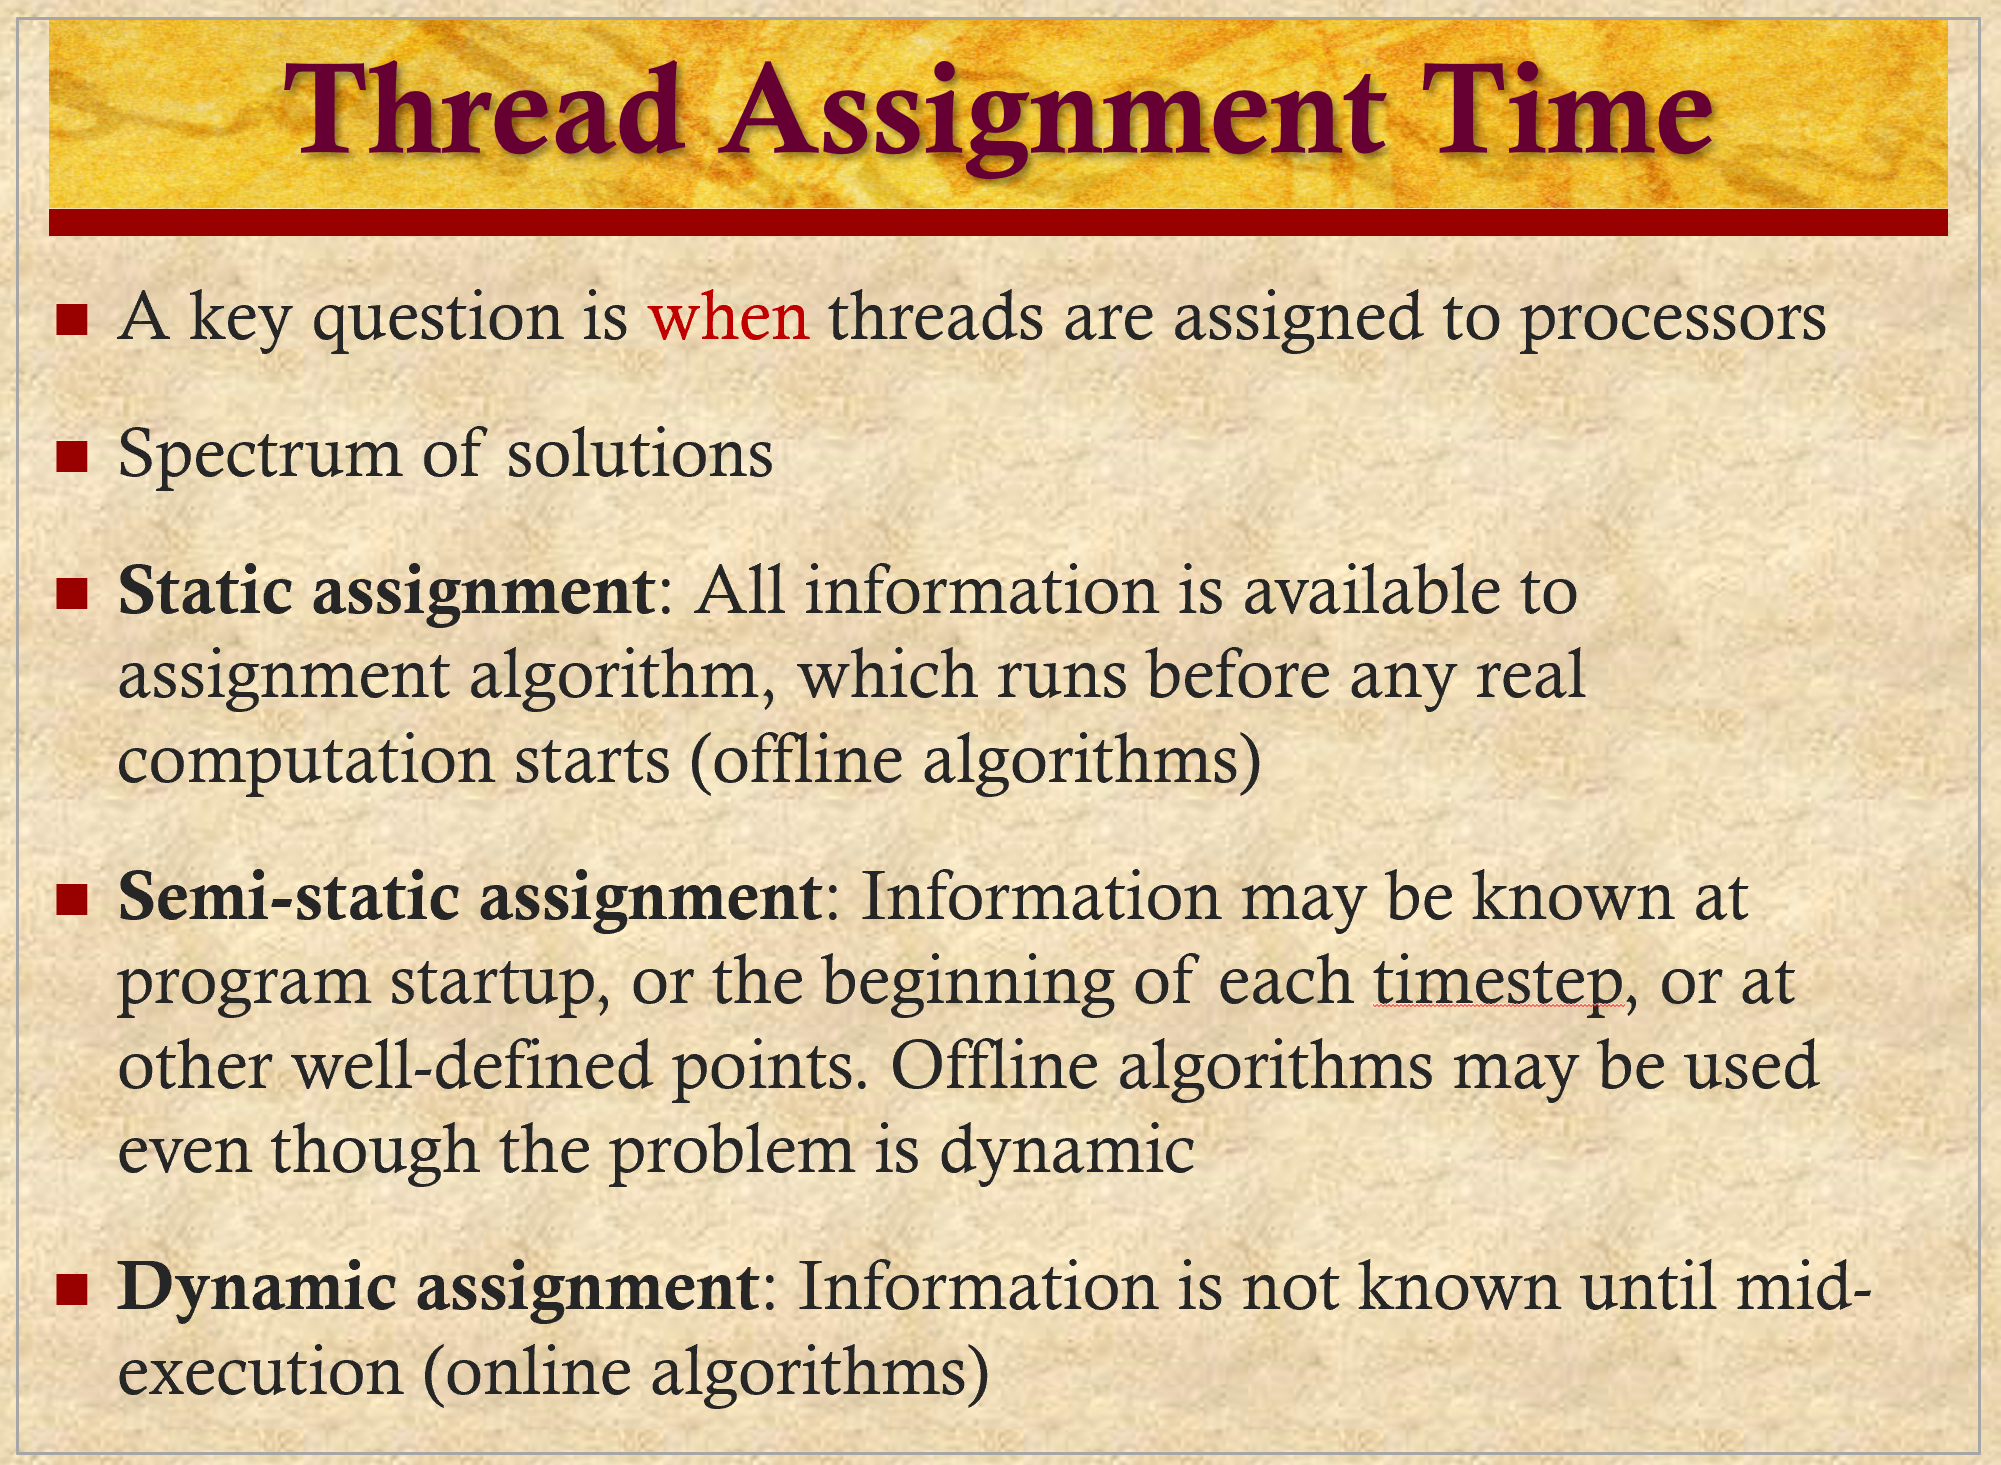 Thread Assignment Time
A key question is when threads are assigned to processors
Spectrum of solutions
Static assignment: All information is available to
assignment algorithm, which runs before any real
computation starts (offline algorithms)
Semi-static assignment: Information may be known at
program startup, or the beginning of each timestep, or at
other well-defined points. Offline algorithms may be used
even though the problem is dynamic
Dynamic assignment: Information is not known until mid-
execution (online algorithms)